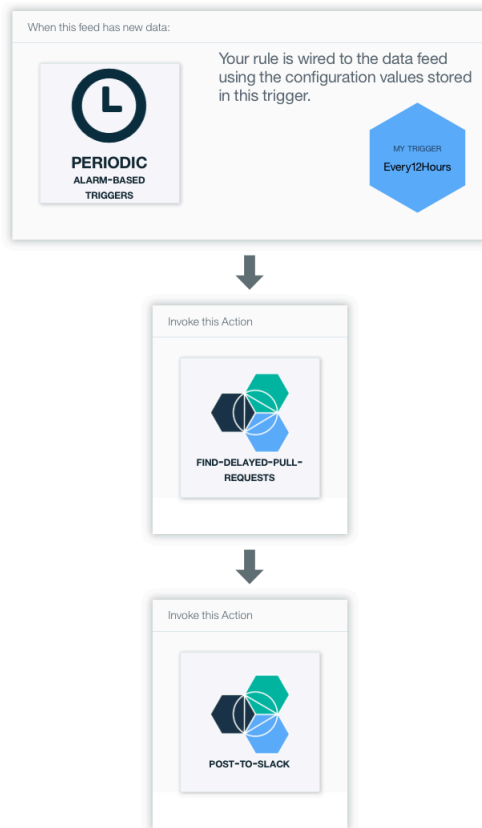 When this feed has new data:
Your rule is wired to the data feed
using the configuration values stored
in this trigger.
PERIODIC
ALARM-BASED
TRIGGERS
MY TRIGGER
Every12Hours
Invoke this Action
FIND-DELAYED-PULL-
REQUESTS
Invoke this Action
POST-TO-SLACK